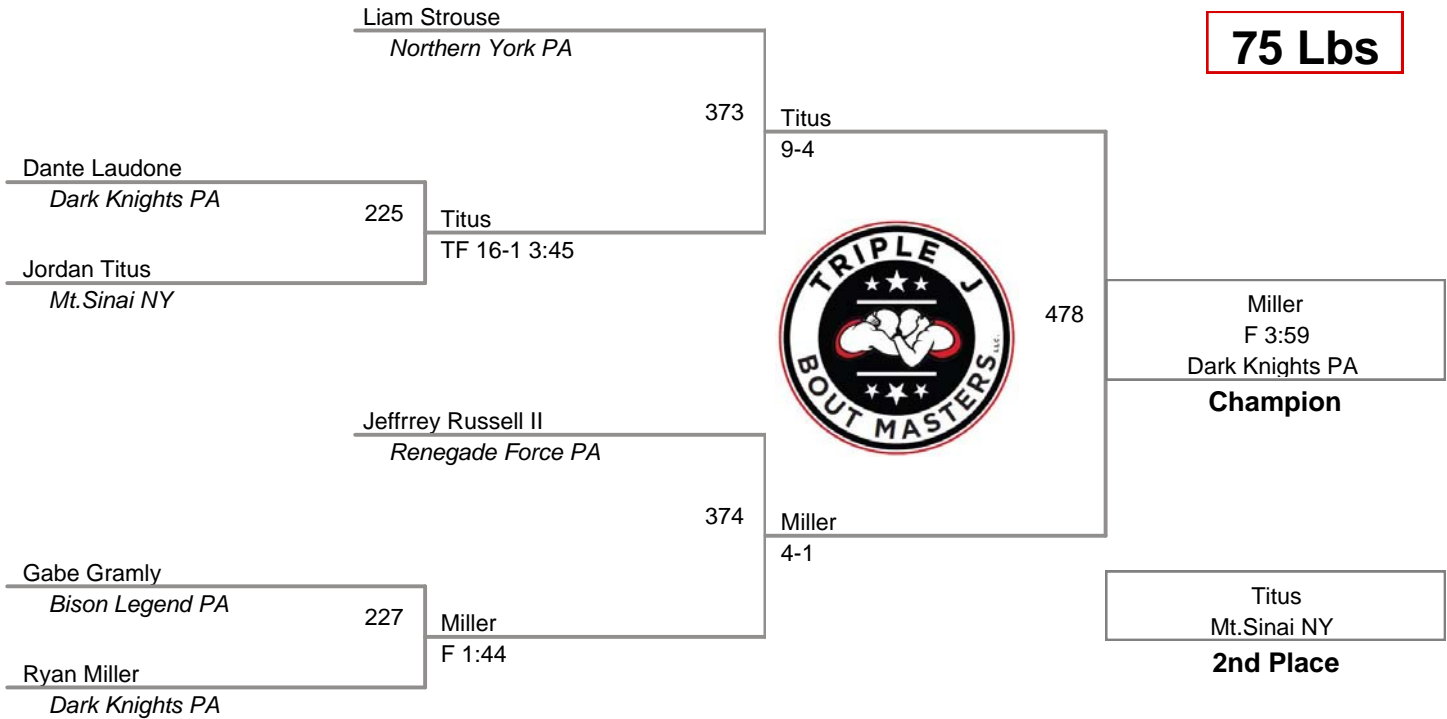 Liam Strouse
Northern York PA
75 Lbs
373
Titus
9-4
Dante Laudone
Dark Knights PA
225
Titus
TF 16-1 3:45
Jordan Titus
Mt.Sinai NY
TRIPLE J
BOUT MASTERS LLC.
478
Miller
F 3:59
Dark Knights PA
Champion
Jeffrrey Russell II
Renegade Force PA
374
Miller
4-1
Gabe Gramly
Bison Legend PA
227
Miller
F 1:44
Ryan Miller
Dark Knights PA
Titus
Mt.Sinai NY
2nd Place